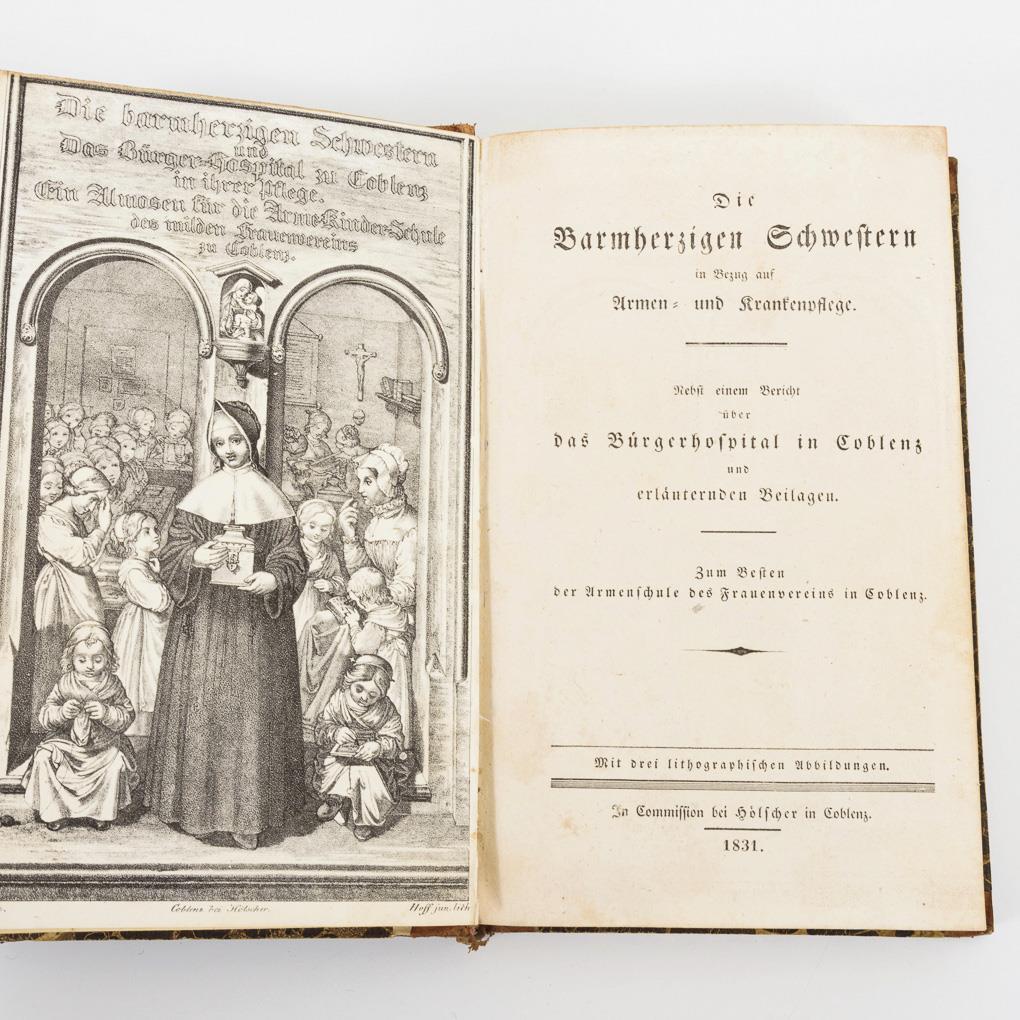 Die barmherzigen Schwestern
und
Das Bürger-Hospital zu Coblenz
in ihrer Pflege.
Ein Almosen für die Arme-Kinder-Schule
des milden Frauenvereins
zu Coblenz.
Coblenz bei Hölscher.
Hoff jun. lith
Die
Barmherzigen Schweſtern
in Bezug auf
Armen- und Krankenpflege.
Nebſt einem Bericht
über
das Bürgerhoſpital in Coblenz
und
erläuternden Beilagen.
Zum Beſten
der Armenſchule des Frauenvereins in Coblenz.
Mit drei lithographiſchen Abbildungen.
In Commiſſion bei Hölſcher in Coblenz.
1831.